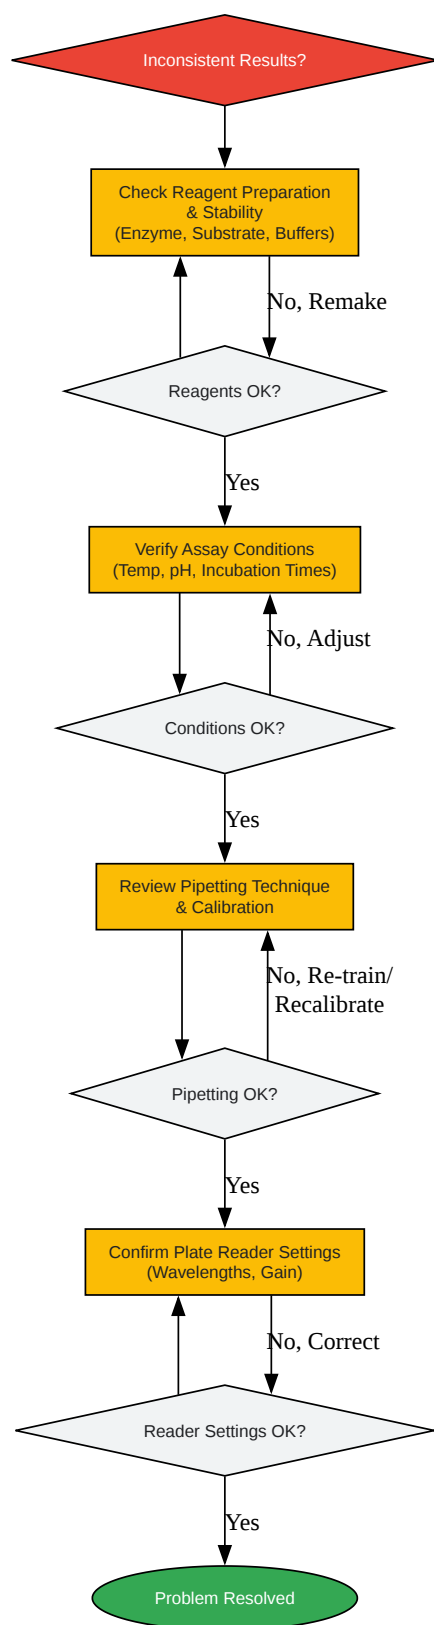 Inconsistent Results?
Check Reagent Preparation
& Stability
(Enzyme, Substrate, Buffers)
No, Remake
Reagents OK?
Yes
Verify Assay Conditions
(Temp, pH, Incubation Times)
No, Adjust
Conditions OK?
Yes
Review Pipetting Technique
& Calibration
No, Re-train/
Recalibrate
Pipetting OK?
Yes
Confirm Plate Reader Settings
(Wavelengths, Gain)
No, Correct
Reader Settings OK?
Yes
Problem Resolved